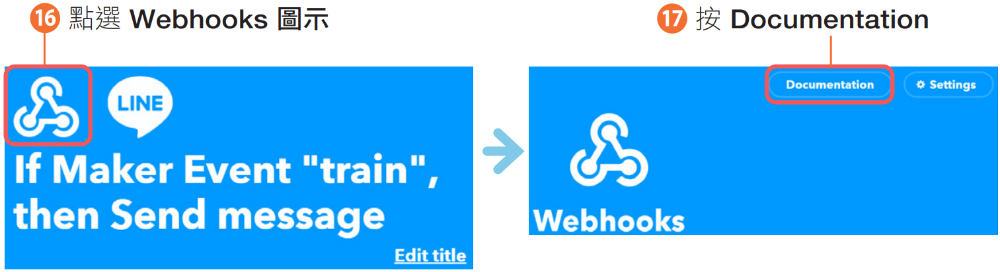 16 點選 Webhooks 圖示
LINE
If Maker Event "train",
then Send message
Edit title
17 按 Documentation
Documentation
Settings
Webhooks